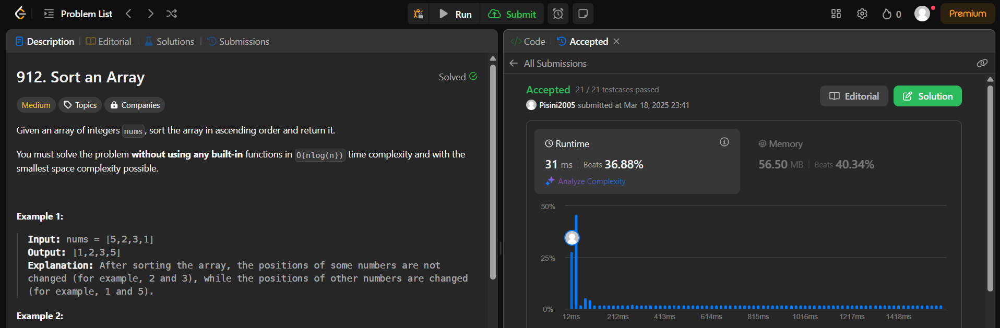 Problem List
Run
Submit
0
Premium
Description
Editorial
Solutions
Submissions
912. Sort an Array
Solved
Medium
Topics
Companies
Given an array of integers nums, sort the array in ascending order and return it.
You must solve the problem without using any built-in functions in O(nlog(n)) time complexity and with the
smallest space complexity possible.
Example 1:
Input: nums = [5,2,3,1]
Output: [1,2,3,5]
Explanation: After sorting the array, the positions of some numbers are not
changed (for example, 2 and 3), while the positions of other numbers are changed
(for example, 1 and 5).
Example 2:
Code
Accepted
All Submissions
Accepted 21 / 21 testcases passed
Pisini2005 submitted at Mar 18, 2025 23:41
Editorial
Solution
Runtime
31 ms Beats 36.88%
Analyze Complexity
Memory
56.50 MB Beats 40.34%
50%
25%
0%
12ms 212ms 413ms 614ms 815ms 1016ms 1217ms 1418ms